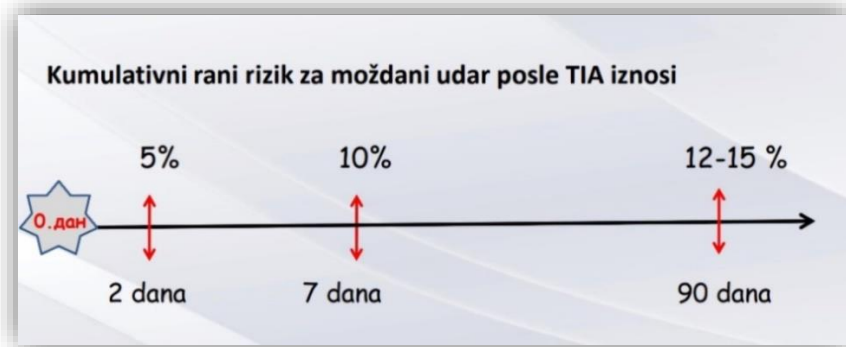 Kumulativni rani rizik za moždani udar posle TIA iznosi
5% 10% 12-15 %
0.дан
2 dana 7 dana 90 dana